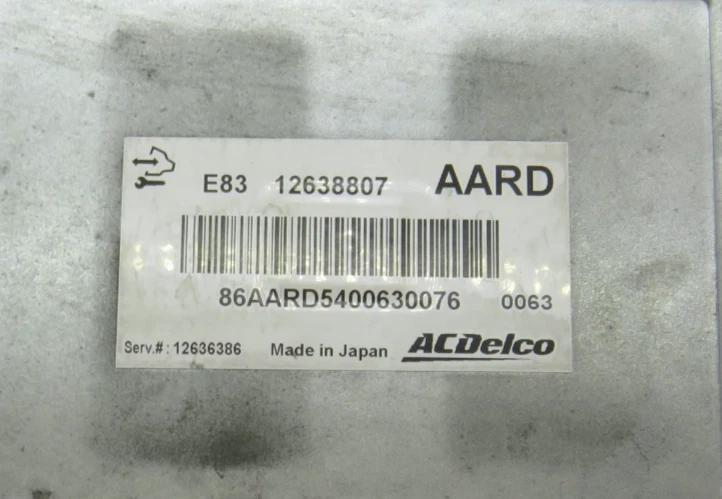 E83 12638807 AARD
86AARD5400630076 0063
Serv.#: 12636386 Made in Japan ACDelco